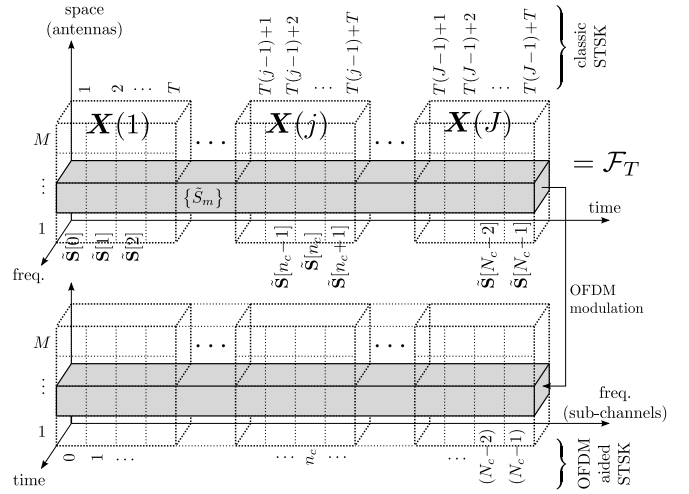 space
(antennas)
1 2 ... T
T(j−1)+1 T(j−1)+2 ... T(j−1)+T
T(J−1)+1 T(J−1)+2 ... T(J−1)+T
classic
STSK
X(1) ... X(j) ... X(J)
M
⋮
1
{S̃_m}
= ℱ_T
time
S̃[0] S̃[1] S̃[2]
S̃[n_c−1] S̃[n_c] S̃[n_c+1]
S̃[N_c−2] S̃[N_c−1]
freq.
OFDM
modulation
M
... ...
⋮
1
freq.
(sub-channels)
0 1 ... ... n_c ... (N_c−2) (N_c−1)
time
OFDM
aided
STSK